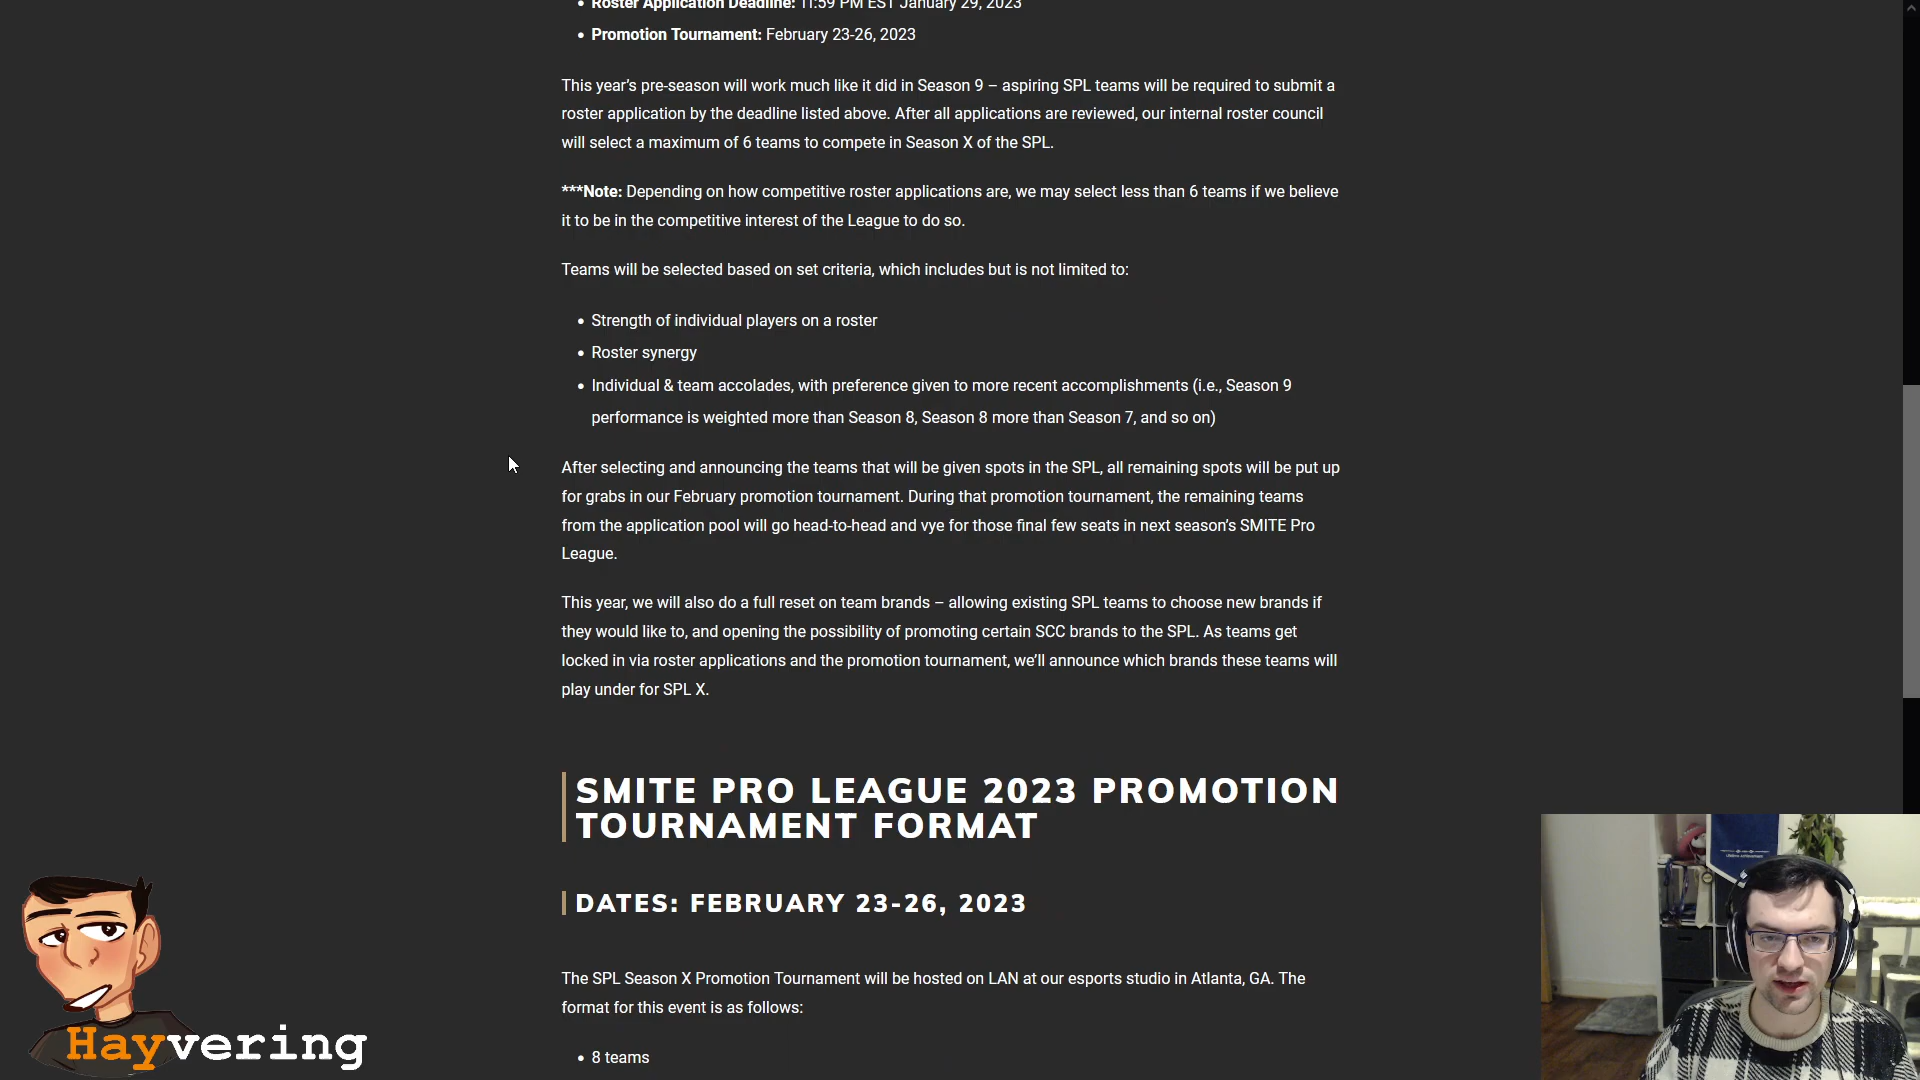 • Roster Application Deadline: 11:59 PM EST January 29, 2023
• Promotion Tournament: February 23-26, 2023
This year's pre-season will work much like it did in Season 9 – aspiring SPL teams will be required to submit a
roster application by the deadline listed above. After all applications are reviewed, our internal roster council
will select a maximum of 6 teams to compete in Season X of the SPL.
***Note: Depending on how competitive roster applications are, we may select less than 6 teams if we believe
it to be in the competitive interest of the League to do so.
Teams will be selected based on set criteria, which includes but is not limited to:
• Strength of individual players on a roster
• Roster synergy
• Individual & team accolades, with preference given to more recent accomplishments (i.e., Season 9
performance is weighted more than Season 8, Season 8 more than Season 7, and so on)
After selecting and announcing the teams that will be given spots in the SPL, all remaining spots will be put up
for grabs in our February promotion tournament. During that promotion tournament, the remaining teams
from the application pool will go head-to-head and vye for those final few seats in next season's SMITE Pro
League.
This year, we will also do a full reset on team brands – allowing existing SPL teams to choose new brands if
they would like to, and opening the possibility of promoting certain SCC brands to the SPL. As teams get
locked in via roster applications and the promotion tournament, we'll announce which brands these teams will
play under for SPL X.
SMITE PRO LEAGUE 2023 PROMOTION
TOURNAMENT FORMAT
DATES: FEBRUARY 23-26, 2023
The SPL Season X Promotion Tournament will be hosted on LAN at our esports studio in Atlanta, GA. The
format for this event is as follows:
• 8 teams
Hayvering